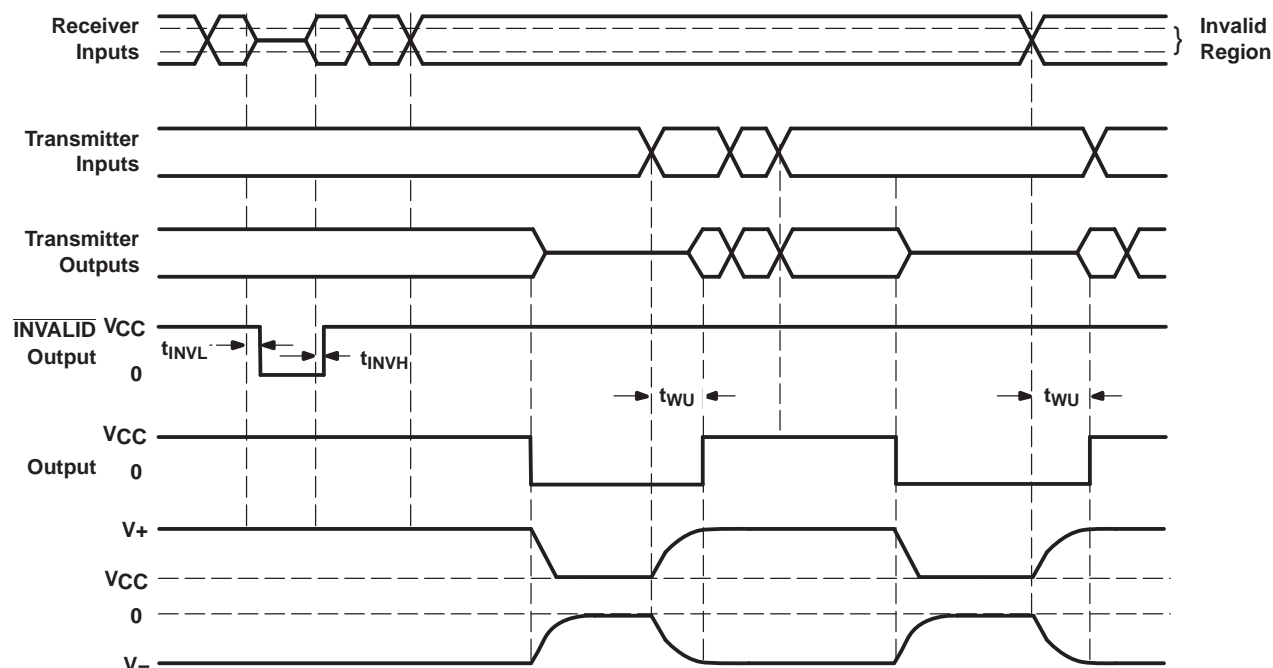 Receiver
Inputs
Invalid
Region
}
Transmitter
Inputs
Transmitter
Outputs
INVALID
Output
VCC
0
tINVL
tINVH
tWU
tWU
Output
VCC
0
V+
VCC
0
V−